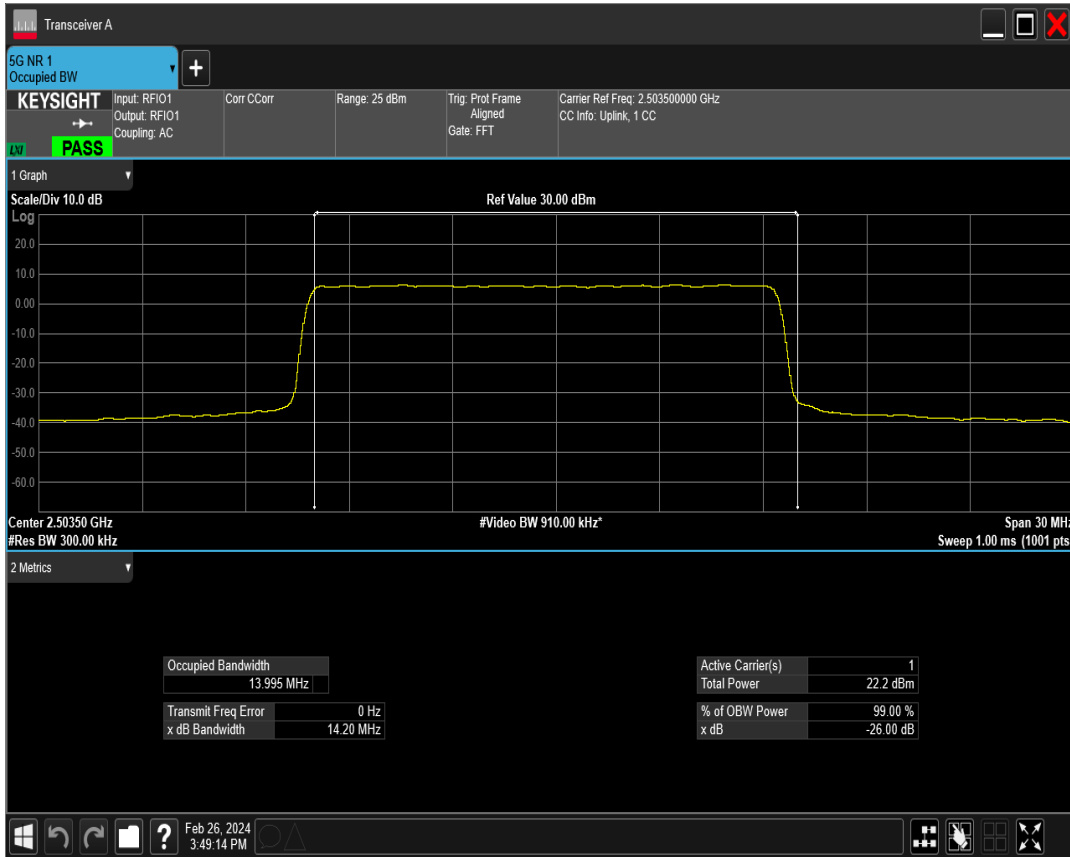 Transceiver A
5G NR 1
Occupied BW
KEYSIGHT
LXI
PASS
Input: RFIO1
Output: RFIO1
Coupling: AC
Corr CCorr
Range: 25 dBm
Trig: Prot Frame
Aligned
Gate: FFT
Carrier Ref Freq: 2.503500000 GHz
CC Info: Uplink, 1 CC
1 Graph
Scale/Div 10.0 dB
Ref Value 30.00 dBm
Log
20.0
10.0
0.00
-10.0
-20.0
-30.0
-40.0
-50.0
-60.0
Center 2.50350 GHz
#Video BW 910.00 kHz*
Span 30 MHz
#Res BW 300.00 kHz
Sweep 1.00 ms (1001 pts
2 Metrics
Occupied Bandwidth
13.995 MHz
Transmit Freq Error 0 Hz
x dB Bandwidth 14.20 MHz
Active Carrier(s) 1
Total Power 22.2 dBm
% of OBW Power 99.00 %
x dB -26.00 dB
?
Feb 26, 2024
3:49:14 PM